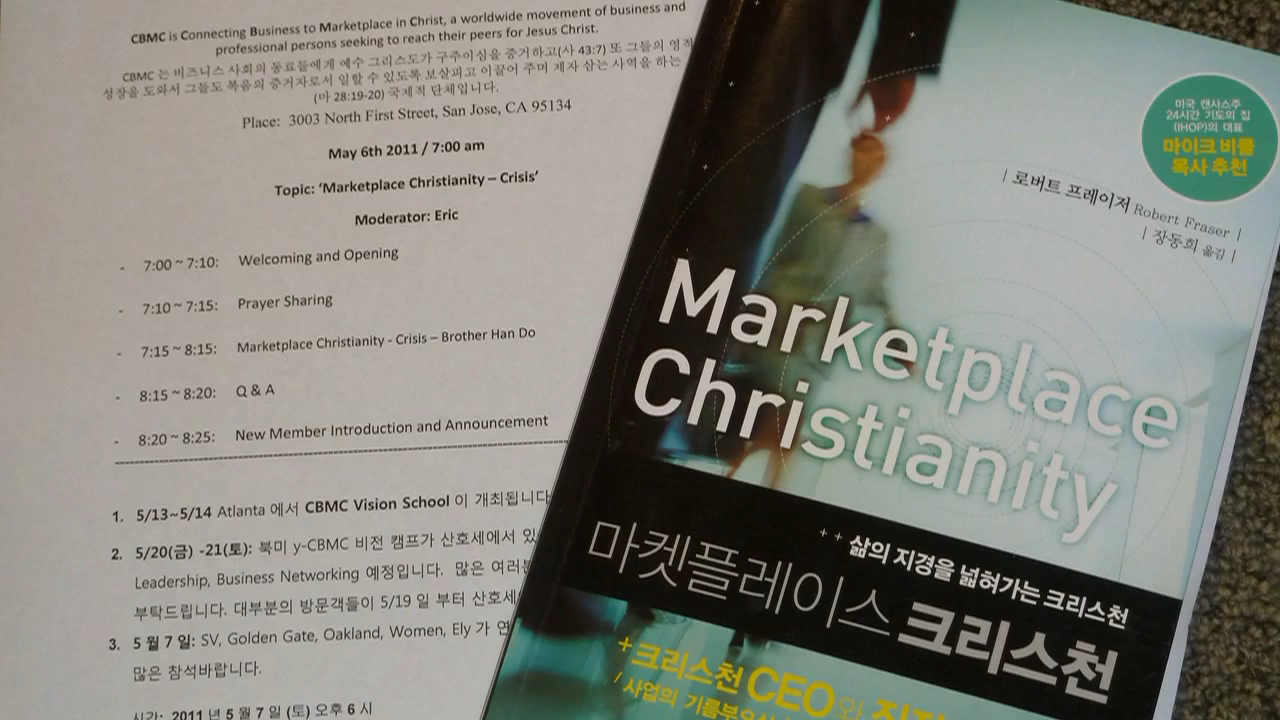 CBMC is Connecting Business to Marketplace in Christ, a worldwide movement of business and
professional persons seeking to reach their peers for Jesus Christ.
CBMC 는 비즈니스 사회의 동료들에게 예수 그리스도가 구주이심을 증거하고(사 43:7) 또 그들의 영적
성장을 도와서 그들도 복음의 증거자로서 일할 수 있도록 보살피고 이끌어 주며 제자 삼는 사역을 하는
(마 28:19-20) 국제적 단체입니다.
Place: 3003 North First Street, San Jose, CA 95134
May 6th 2011 / 7:00 am
Topic: ‘Marketplace Christianity – Crisis’
Moderator: Eric
- 7:00 ~ 7:10: Welcoming and Opening
- 7:10 ~ 7:15: Prayer Sharing
- 7:15 ~ 8:15: Marketplace Christianity - Crisis – Brother Han Do
- 8:15 ~ 8:20: Q & A
- 8:20 ~ 8:25: New Member Introduction and Announcement
1. 5/13~5/14 Atlanta 에서 CBMC Vision School 이 개최됩니다
2. 5/20(금) -21(토): 북미 y-CBMC 비전 캠프가 산호세에서 있
Leadership, Business Networking 예정입니다. 많은 여러분
부탁드립니다. 대부분의 방문객들이 5/19 일 부터 산호세
3. 5 월 7 일: SV, Golden Gate, Oakland, Women, Ely 가 연
많은 참석바랍니다.
시간: 2011 년 5 월 7 일 (토) 오후 6 시
미국 캔사스주
24시간 기도의 집
(IHOP)의 대표
마이크 비클
목사 추천
| 로버트 프레이저 Robert Fraser |
| 장동희 옮김 |
Marketplace
Christianity
++ 삶의 지경을 넓혀가는 크리스천
마켓플레이스 크리스천
+ 크리스천 CEO와
/ 사업의 기름부으심